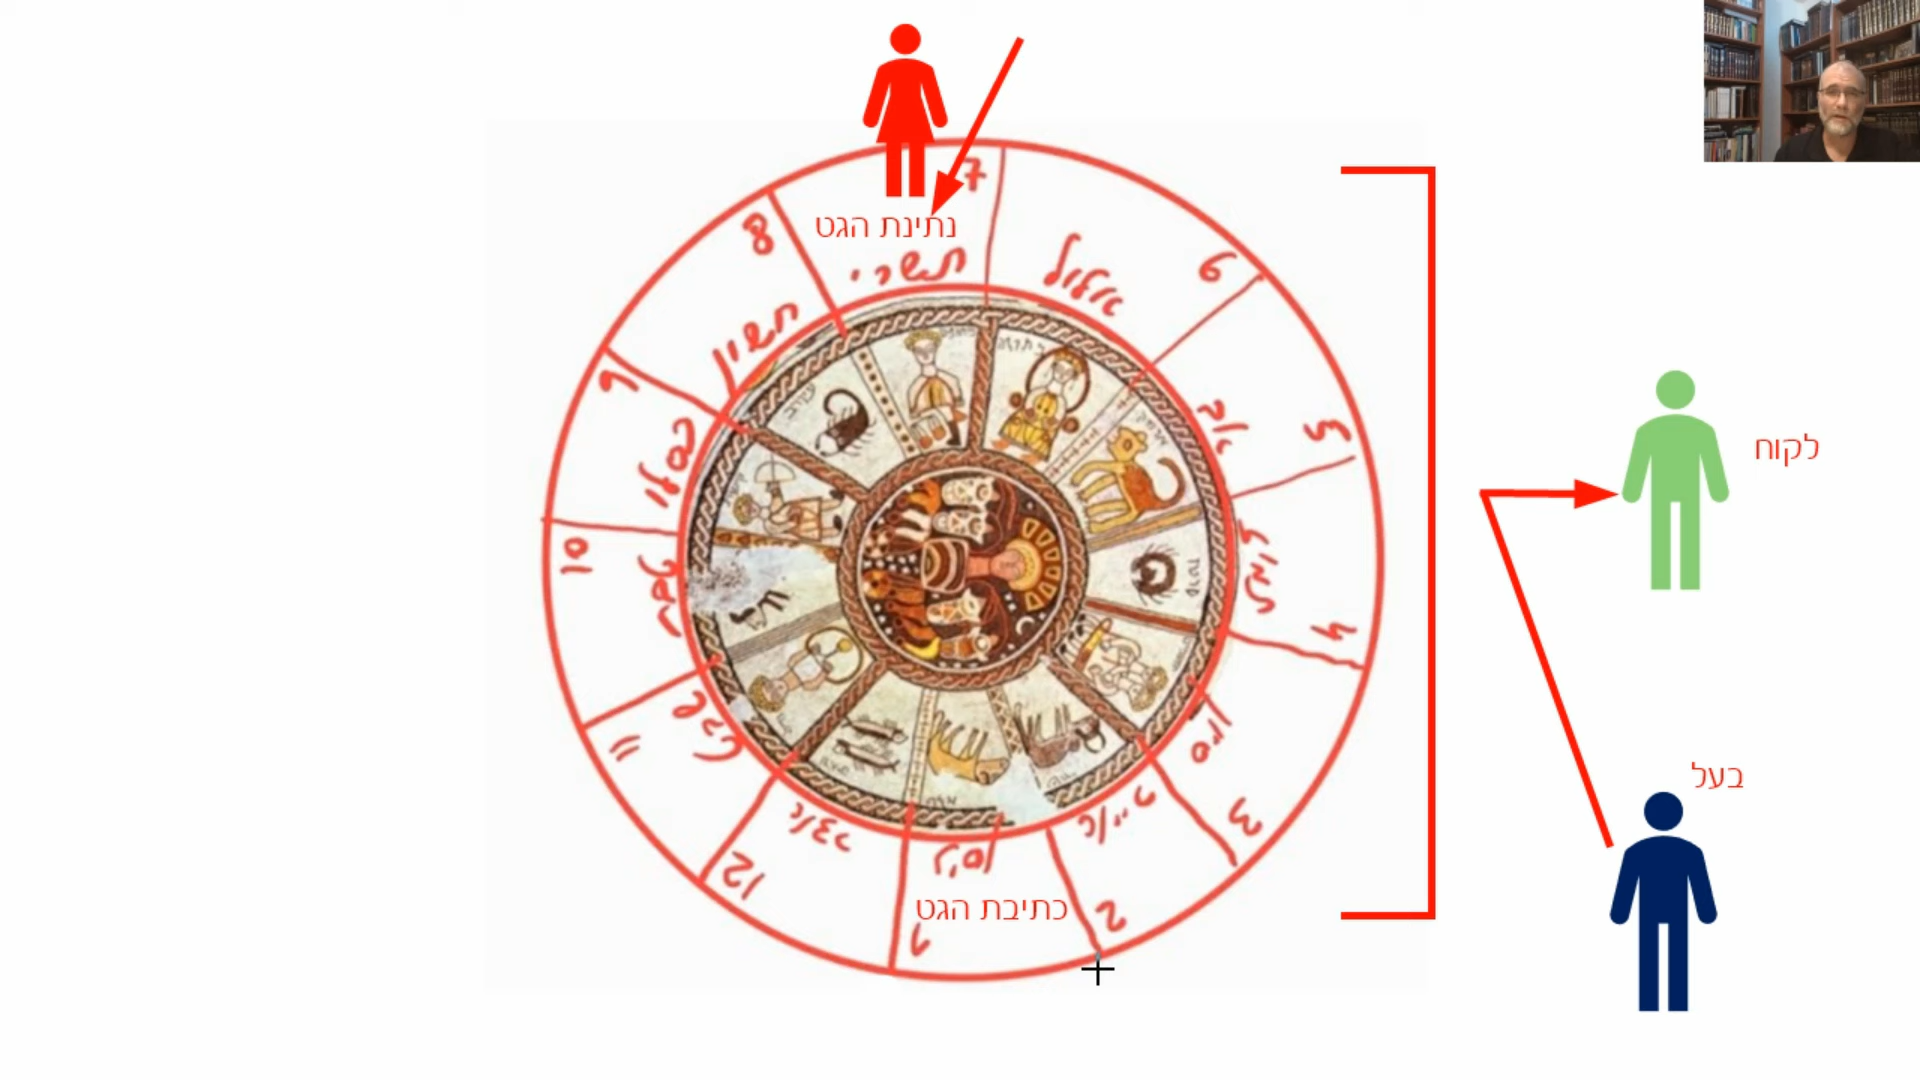 7
נתינת הגט
תשרי
8
חשוון
9
כסלו
10
טבת
11
שבט
12
אדר
1
כתיבת הגט
ניסן
2
אייר
3
סיון
4
תמוז
5
אב
6
אלול
לקוח
בעל